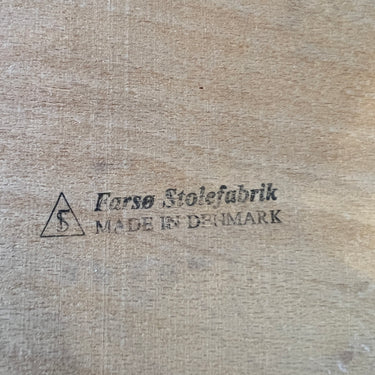 Farsø Stolefabrik
MADE IN DENMARK